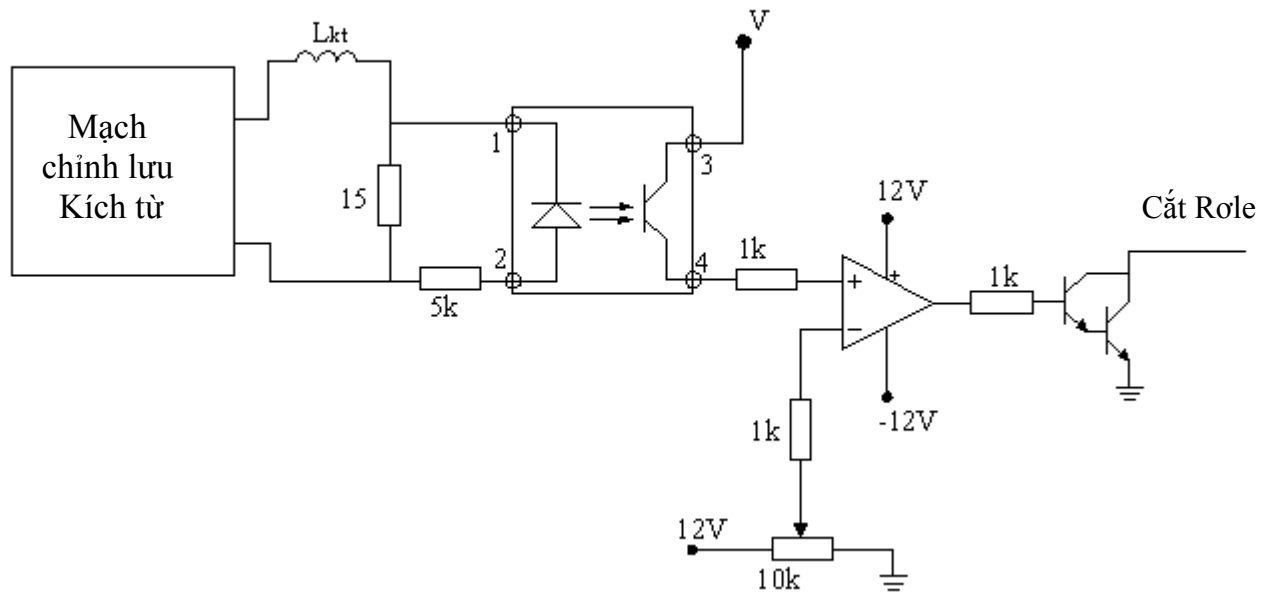 Lkt
V
Mạch
chỉnh lưu
Kích từ
15
1
2
3
4
5k
1k
12V
+
+
−
-12V
1k
Cắt Rơle
1k
12V
10k